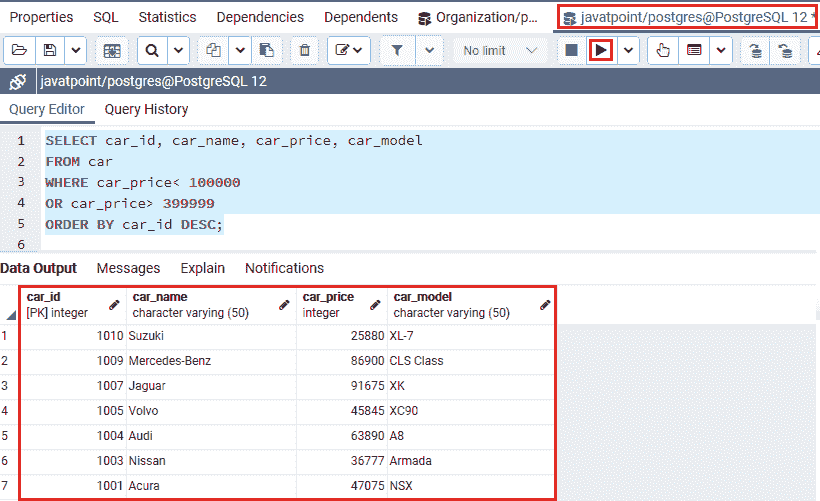 Properties SQL Statistics Dependencies Dependents Organization/p... javatpoint/postgres@PostgreSQL 12 *
No limit
javatpoint/postgres@PostgreSQL 12
Query Editor Query History
1 SELECT car_id, car_name, car_price, car_model
2 FROM car
3 WHERE car_price< 100000
4 OR car_price> 399999
5 ORDER BY car_id DESC;
6
Data Output Messages Explain Notifications
car_id car_name car_price car_model
[PK] integer character varying (50) integer character varying (50)
1 1010 Suzuki 25880 XL-7
2 1009 Mercedes-Benz 86900 CLS Class
3 1007 Jaguar 91675 XK
4 1005 Volvo 45845 XC90
5 1004 Audi 63890 A8
6 1003 Nissan 36777 Armada
7 1001 Acura 47075 NSX